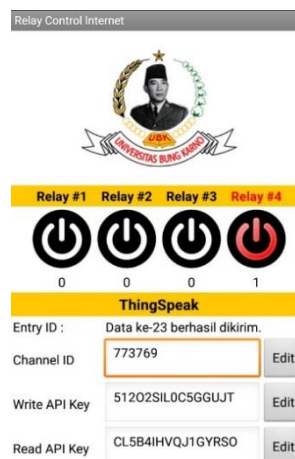 Relay Control Internet
UBK
UNIVERSITAS BUNG KARNO
Relay #1 Relay #2 Relay #3 Relay #4
0 0 0 1
ThingSpeak
Entry ID : Data ke-23 berhasil dikirim.
Channel ID 773769 Edit
Write API Key 512O2SIL0C5GGUJT Edit
Read API Key CL5B4IHVQJ1GYRSO Edit